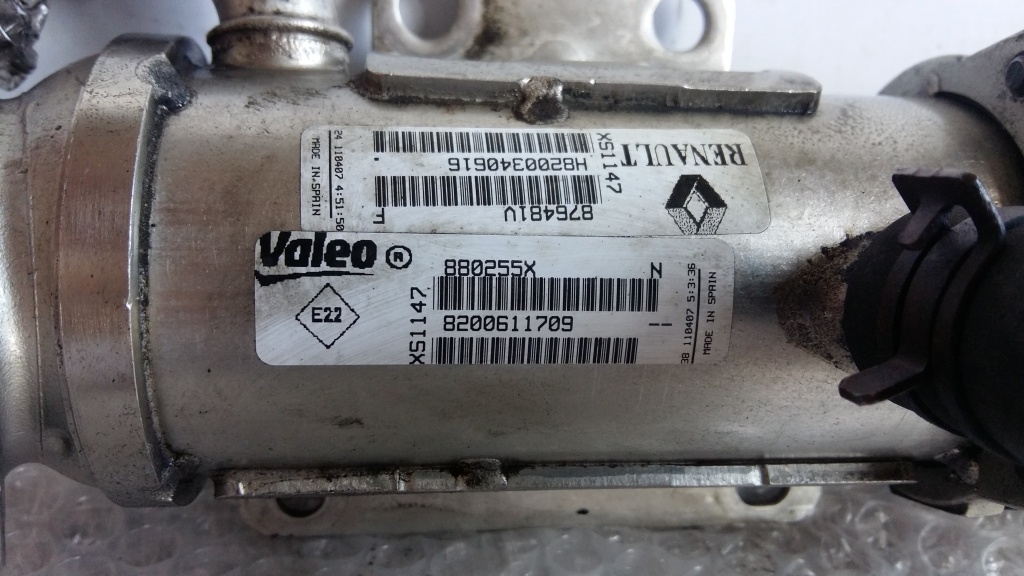 RENAULT
XS1147
H8200340616
876481V
T
24 110407 4:51:50
MADE IN.SPAIN
Valeo ®
E22
880255X N
XS1147
8200611709 --
38 110407 5:3:36
MADE IN SPAIN